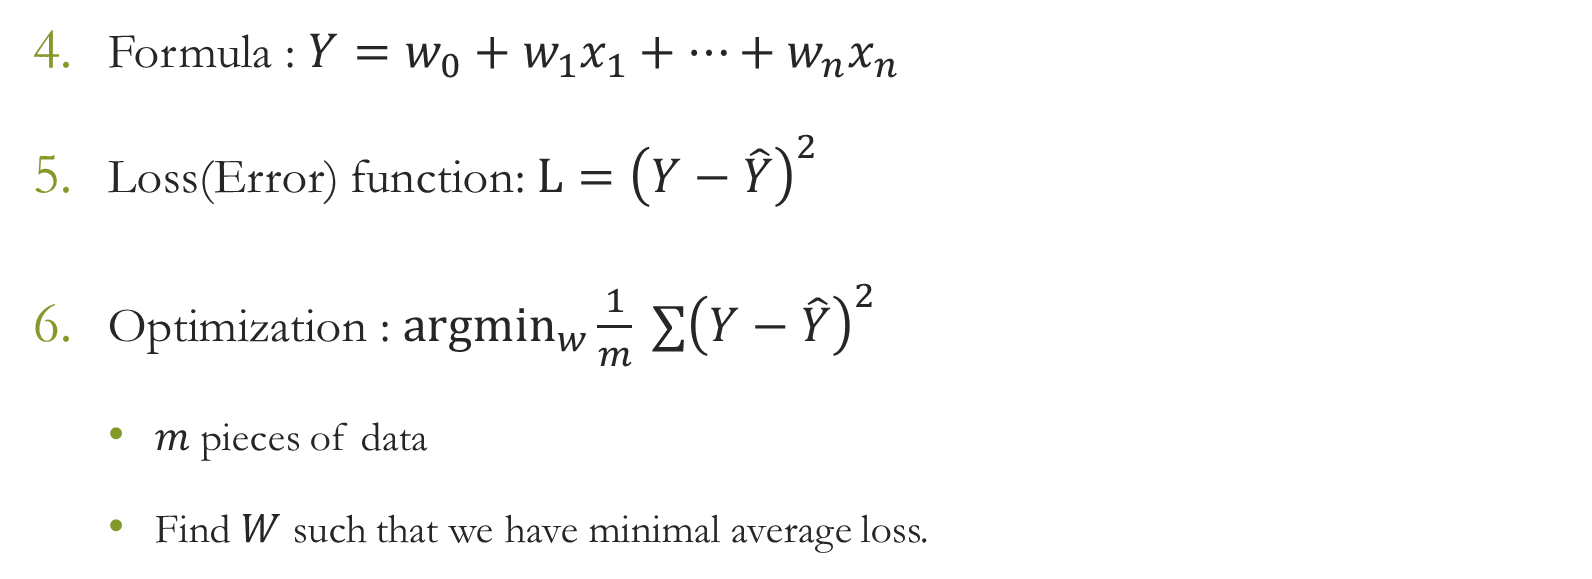 4. Formula : 𝑌 = 𝑤₀ + 𝑤₁𝑥₁ + ⋯ + 𝑤ₙ𝑥ₙ
5. Loss(Error) function: L = (𝑌 − 𝑌̂)²
6. Optimization : argmin𝑤 1/𝑚 ∑(𝑌 − 𝑌̂)²
• 𝑚 pieces of data
• Find 𝑊 such that we have minimal average loss.